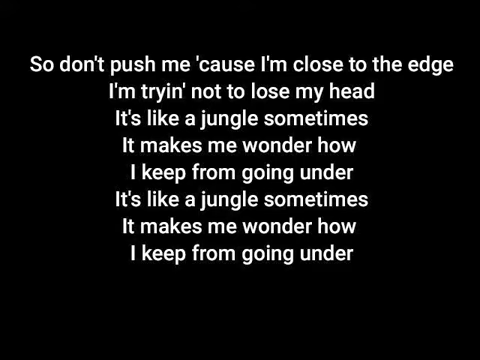 So don't push me 'cause I'm close to the edge
I'm tryin' not to lose my head
It's like a jungle sometimes
It makes me wonder how
I keep from going under
It's like a jungle sometimes
It makes me wonder how
I keep from going under